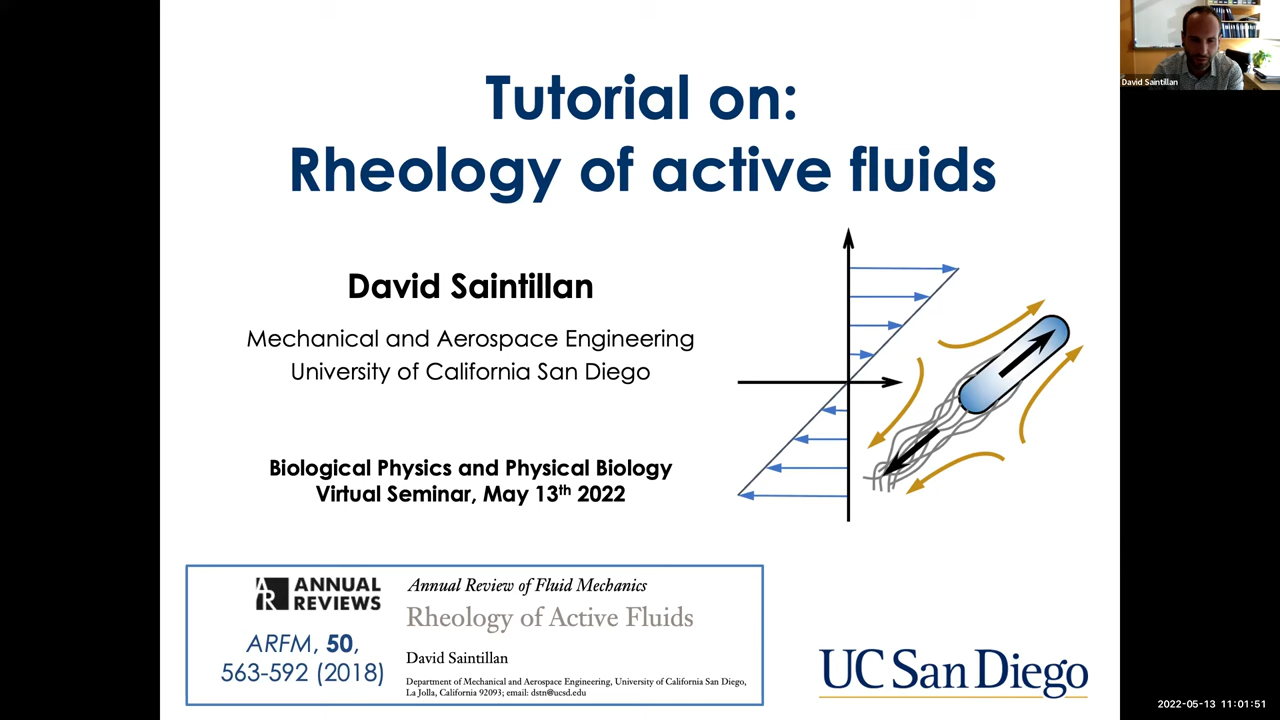 David Saintillan
Tutorial on:
Rheology of active fluids
David Saintillan
Mechanical and Aerospace Engineering
University of California San Diego
Biological Physics and Physical Biology
Virtual Seminar, May 13th 2022
AR ANNUAL
REVIEWS
ARFM, 50,
563-592 (2018)
Annual Review of Fluid Mechanics
Rheology of Active Fluids
David Saintillan
Department of Mechanical and Aerospace Engineering, University of California San Diego,
La Jolla, California 92093; email: dstn@ucsd.edu
UC San Diego
2022-05-13 11:01:51